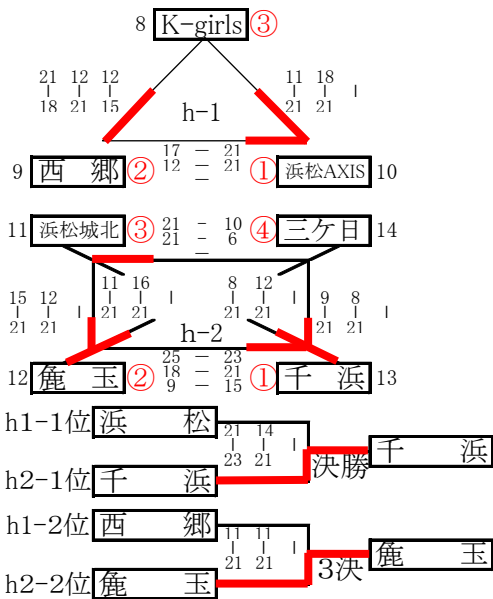 8 K-girls ③
21 12 12 11 18
| | | | | |
18 21 15 21 21
h-1
17 − 21
12 − 21
−
9 西 郷 ② ① 浜松AXIS 10
11 浜松城北 ③ 21 − 10 ④ 三ケ日 14
21 − 6
−
15 12 11 16 8 12 9 8
| | | | | | | | | | | |
21 21 21 21 21 21 21 21
h-2
25 − 23
18 − 21
9 − 15
12 麁 玉 ② ① 千 浜 13
h1-1位 浜 松
21 14
| | |
23 21
千 浜
h2-1位 千 浜 決勝
h1-2位 西 郷
11 11
| | |
21 21
麁 玉
h2-2位 麁 玉 3決